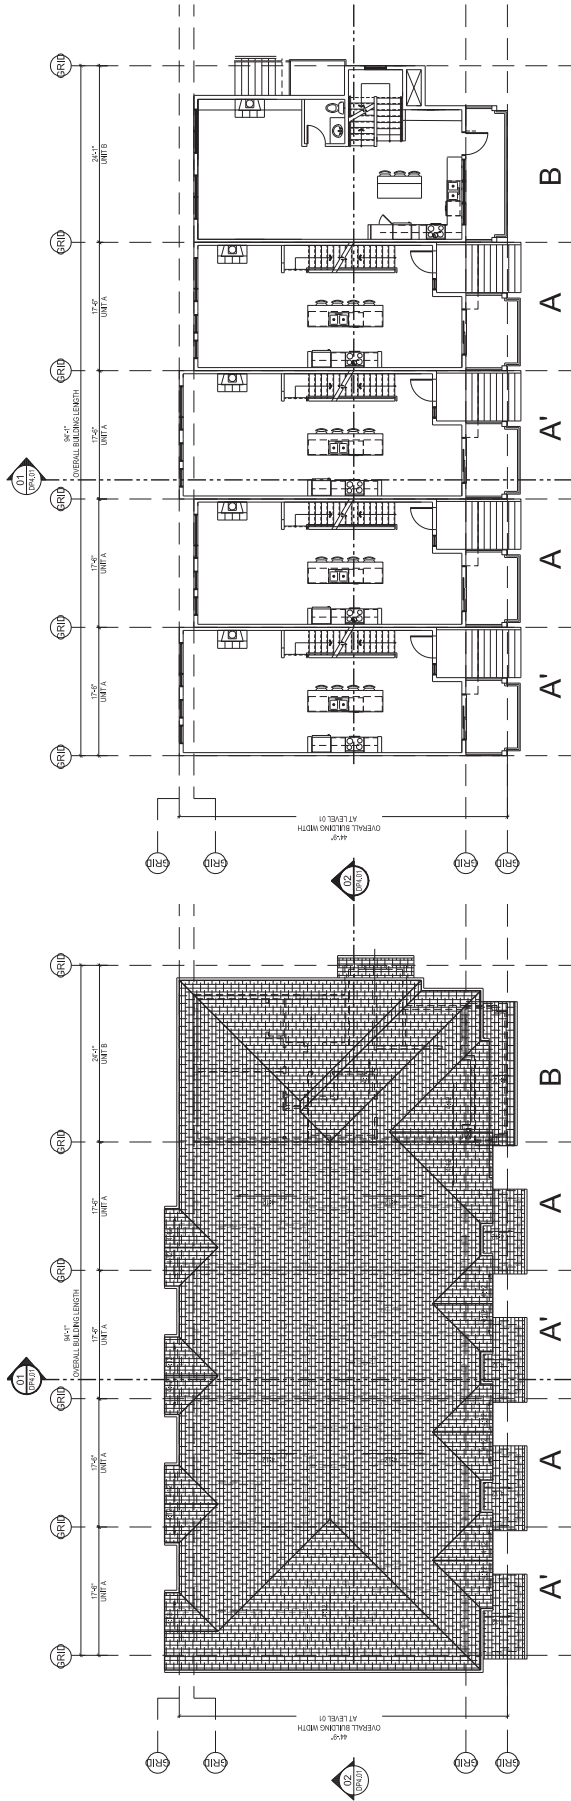 GRID
24'-1"
UNIT B
GRID
17'-6"
UNIT A
GRID
94'-1"
OVERALL BUILDING LENGTH
17'-6"
UNIT A
01
DP4.01
GRID
17'-6"
UNIT A
GRID
17'-6"
UNIT A
GRID
B
A
A'
A
A'
44'-9"
OVERALL BUILDING WIDTH
AT LEVEL 01
GRID
GRID
GRID
GRID
02
DP4.01
GRID
24'-1"
UNIT B
GRID
17'-6"
UNIT A
GRID
94'-1"
OVERALL BUILDING LENGTH
17'-6"
UNIT A
01
DP4.01
GRID
17'-6"
UNIT A
GRID
17'-6"
UNIT A
GRID
B
A
A'
A
A'
44'-9"
OVERALL BUILDING WIDTH
AT LEVEL 01
GRID
GRID
GRID
GRID
02
DP4.01